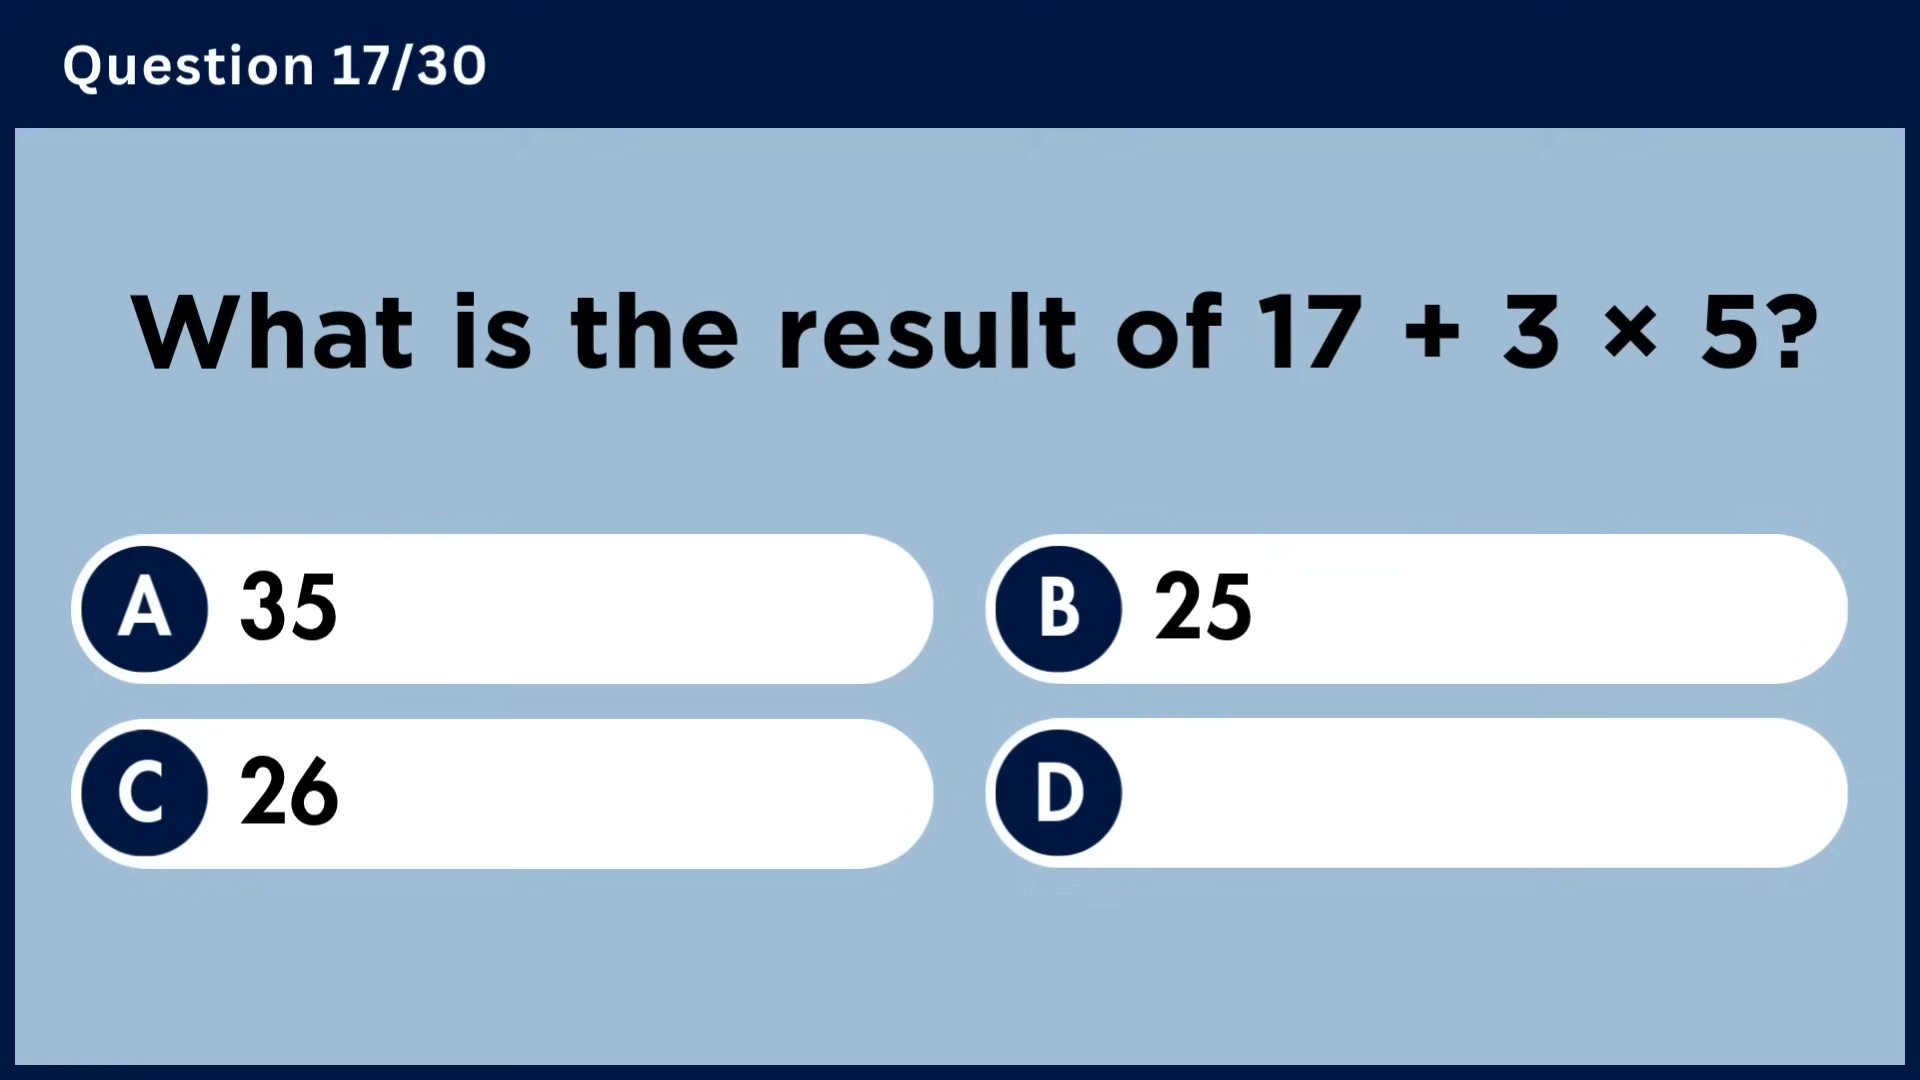 Question 17/30
What is the result of 17 + 3 × 5?
A 35
B 25
C 26
D